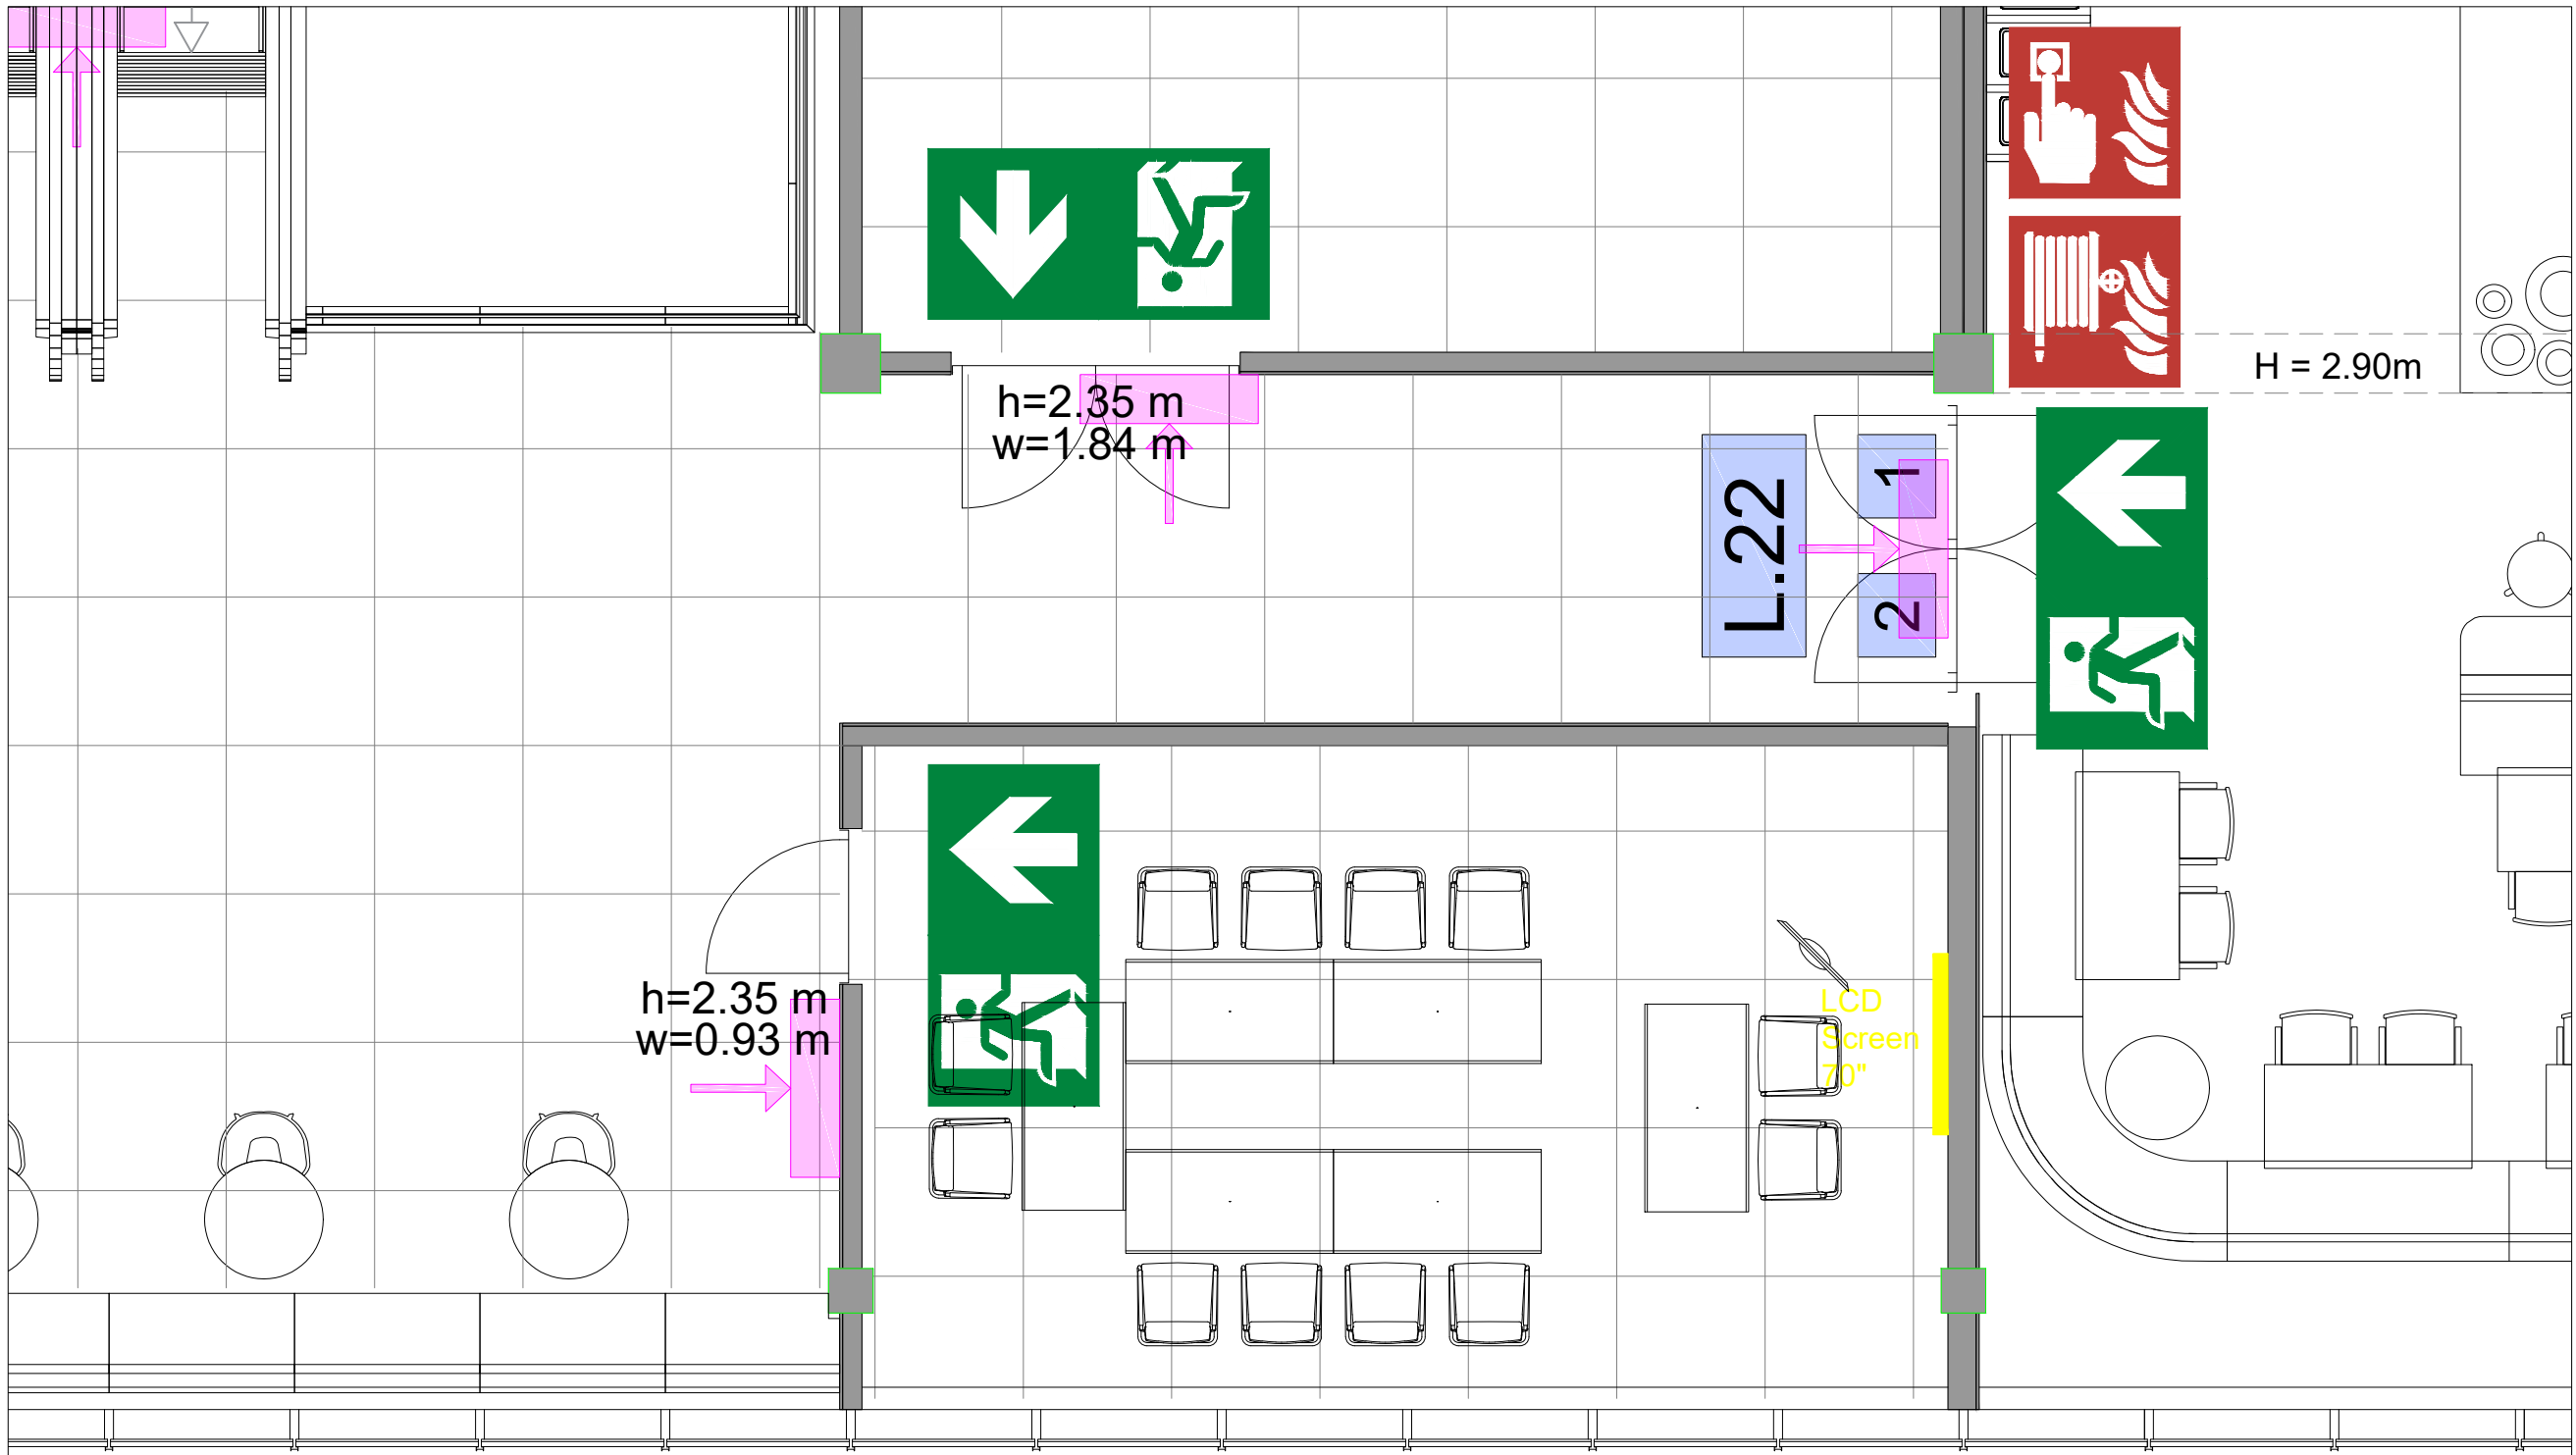 h=2.35 m
w=1.84 m
H = 2.90m
L.22
1
2
h=2.35 m
w=0.93 m
LCD
Screen
70"